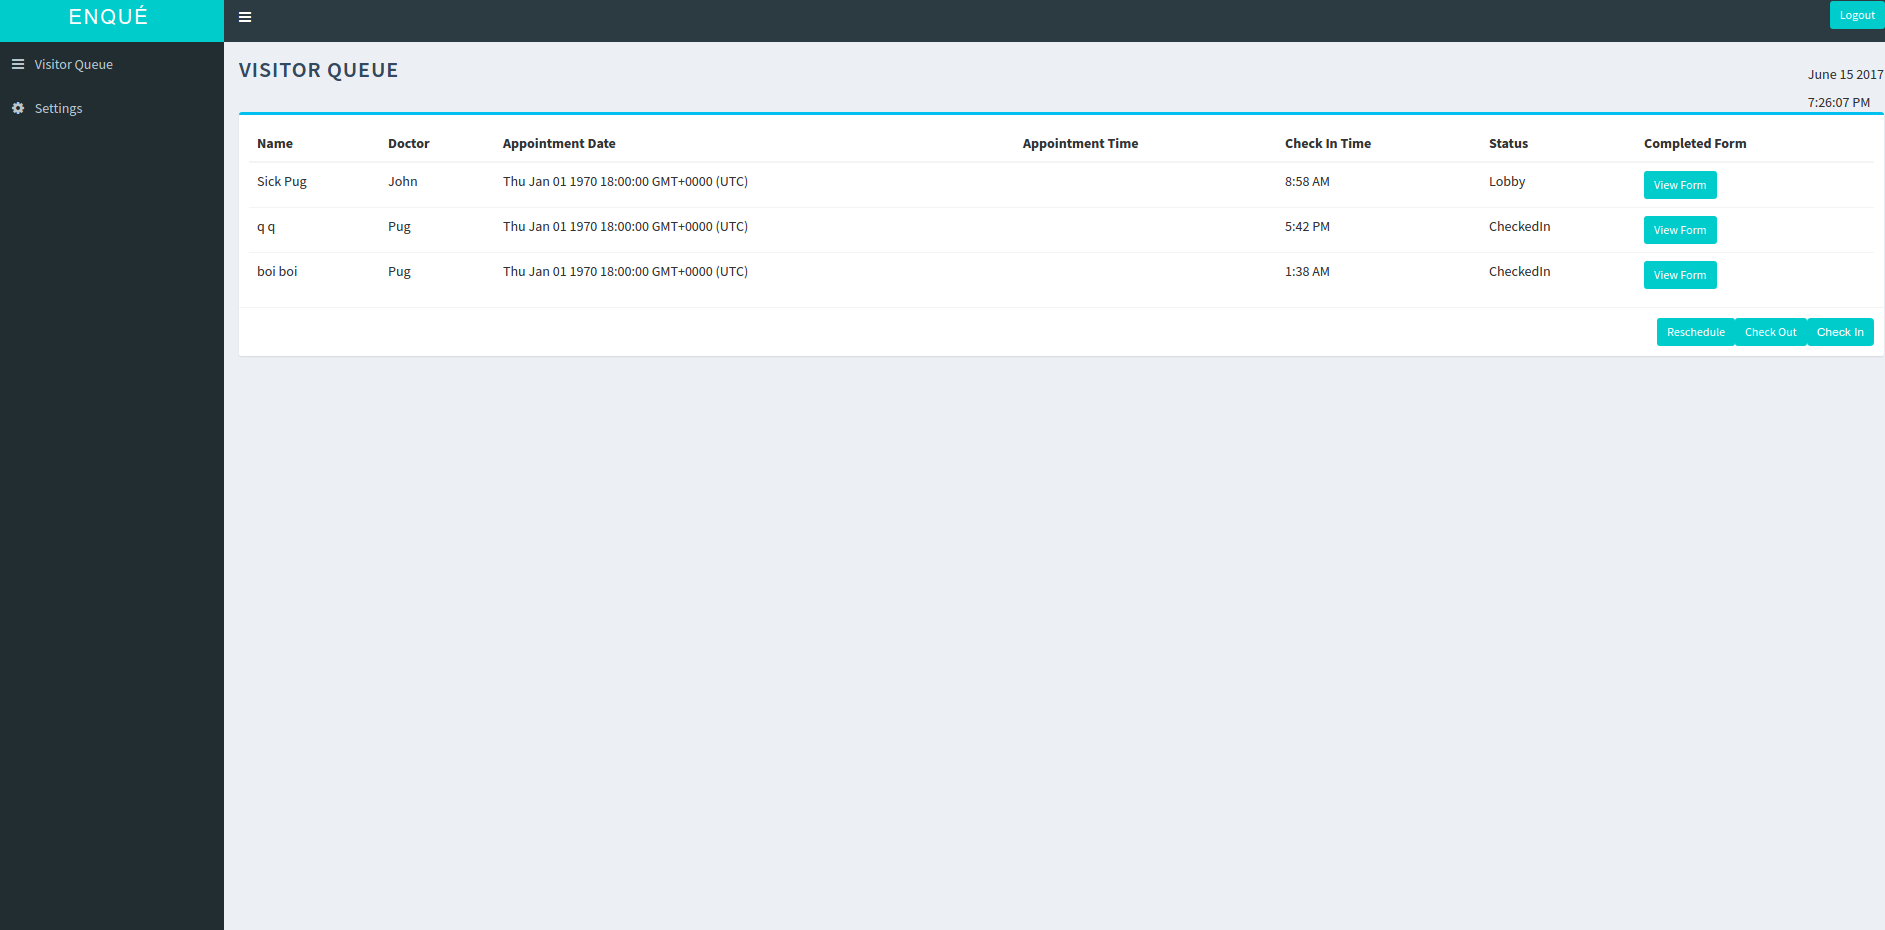 ENQUÉ
Logout
Visitor Queue
Settings
VISITOR QUEUE
June 15 2017
7:26:07 PM
Name Doctor Appointment Date Appointment Time Check In Time Status Completed Form
Sick Pug John Thu Jan 01 1970 18:00:00 GMT+0000 (UTC) 8:58 AM Lobby View Form
q q Pug Thu Jan 01 1970 18:00:00 GMT+0000 (UTC) 5:42 PM CheckedIn View Form
boi boi Pug Thu Jan 01 1970 18:00:00 GMT+0000 (UTC) 1:38 AM CheckedIn View Form
Reschedule Check Out Check In